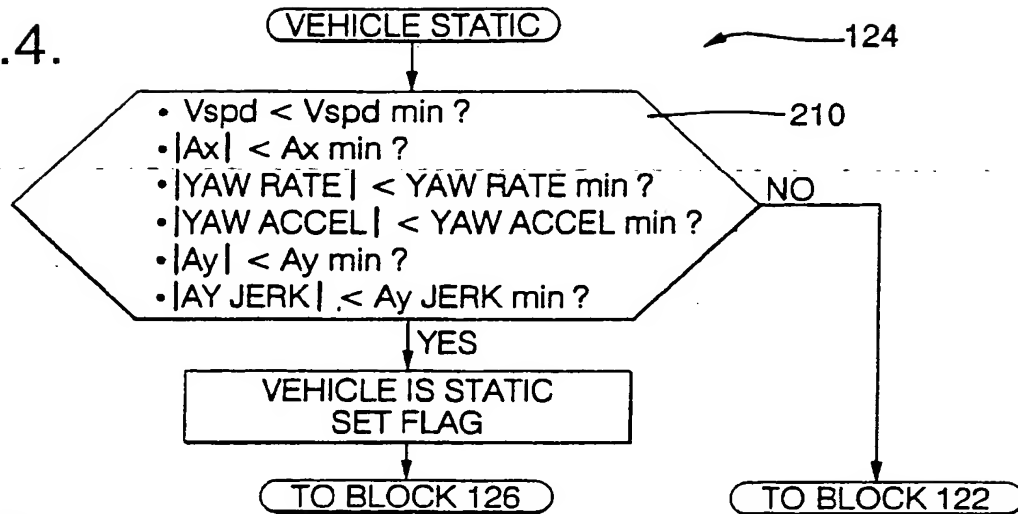 .4.
VEHICLE STATIC
124
• Vspd < Vspd min ?
210
• |Ax| < Ax min ?
• |YAW RATE| < YAW RATE min ?
NO
• |YAW ACCEL| < YAW ACCEL min ?
• |Ay| < Ay min ?
• |AY JERK| < Ay JERK min ?
YES
VEHICLE IS STATIC
SET FLAG
TO BLOCK 126
TO BLOCK 122